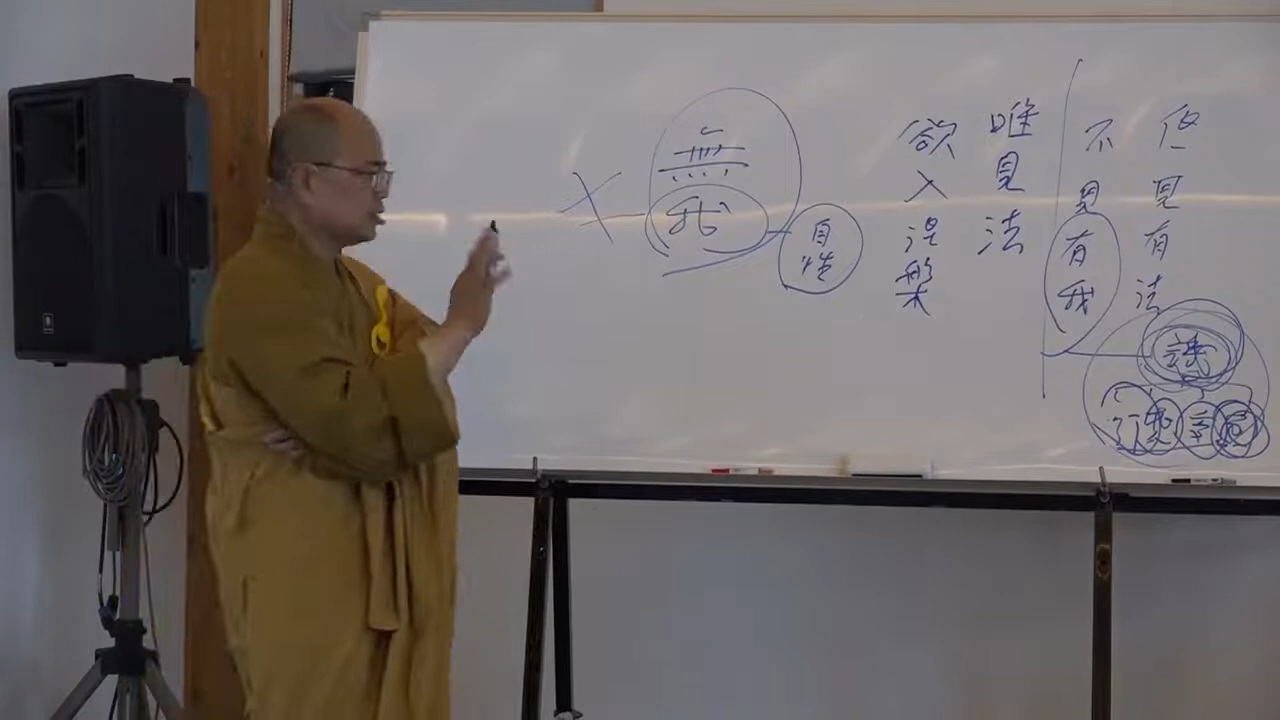 但見有法
不見有我
唯見法
欲入涅槃
自性
無我